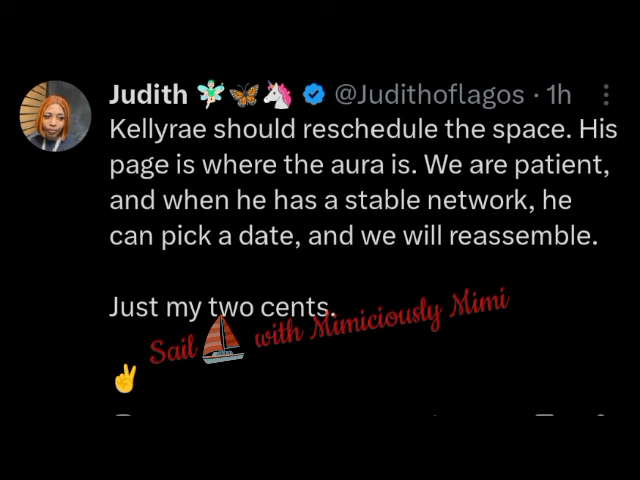 Judith 🧚🦋🦄 @Judithoflagos · 1h
Kellyrae should reschedule the space. His
page is where the aura is. We are patient,
and when he has a stable network, he
can pick a date, and we will reassemble.
Just my two cents.
Sail ⛵ with Mimiciously Mimi
✌️